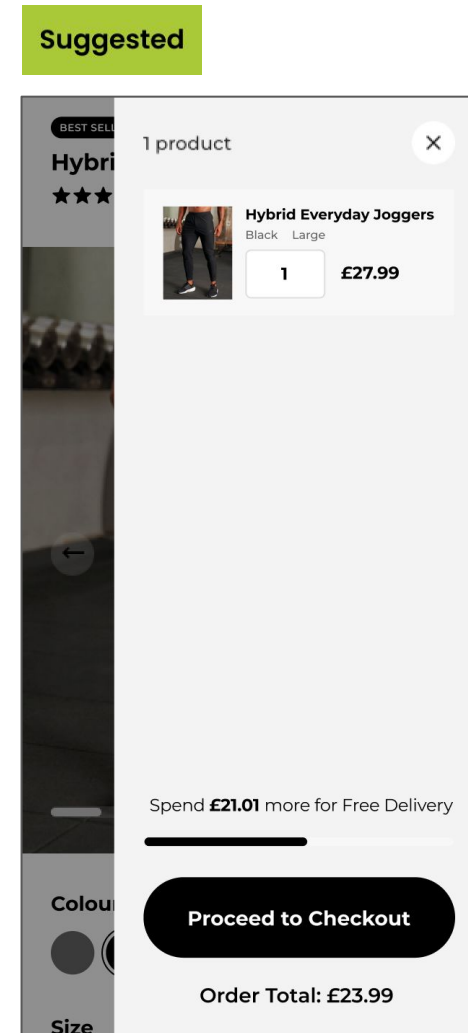 Suggested
BEST SELL
Hybri
1 product
Hybrid Everyday Joggers
Black Large
1 £27.99
Spend £21.01 more for Free Delivery
Proceed to Checkout
Order Total: £23.99
Colou
Size